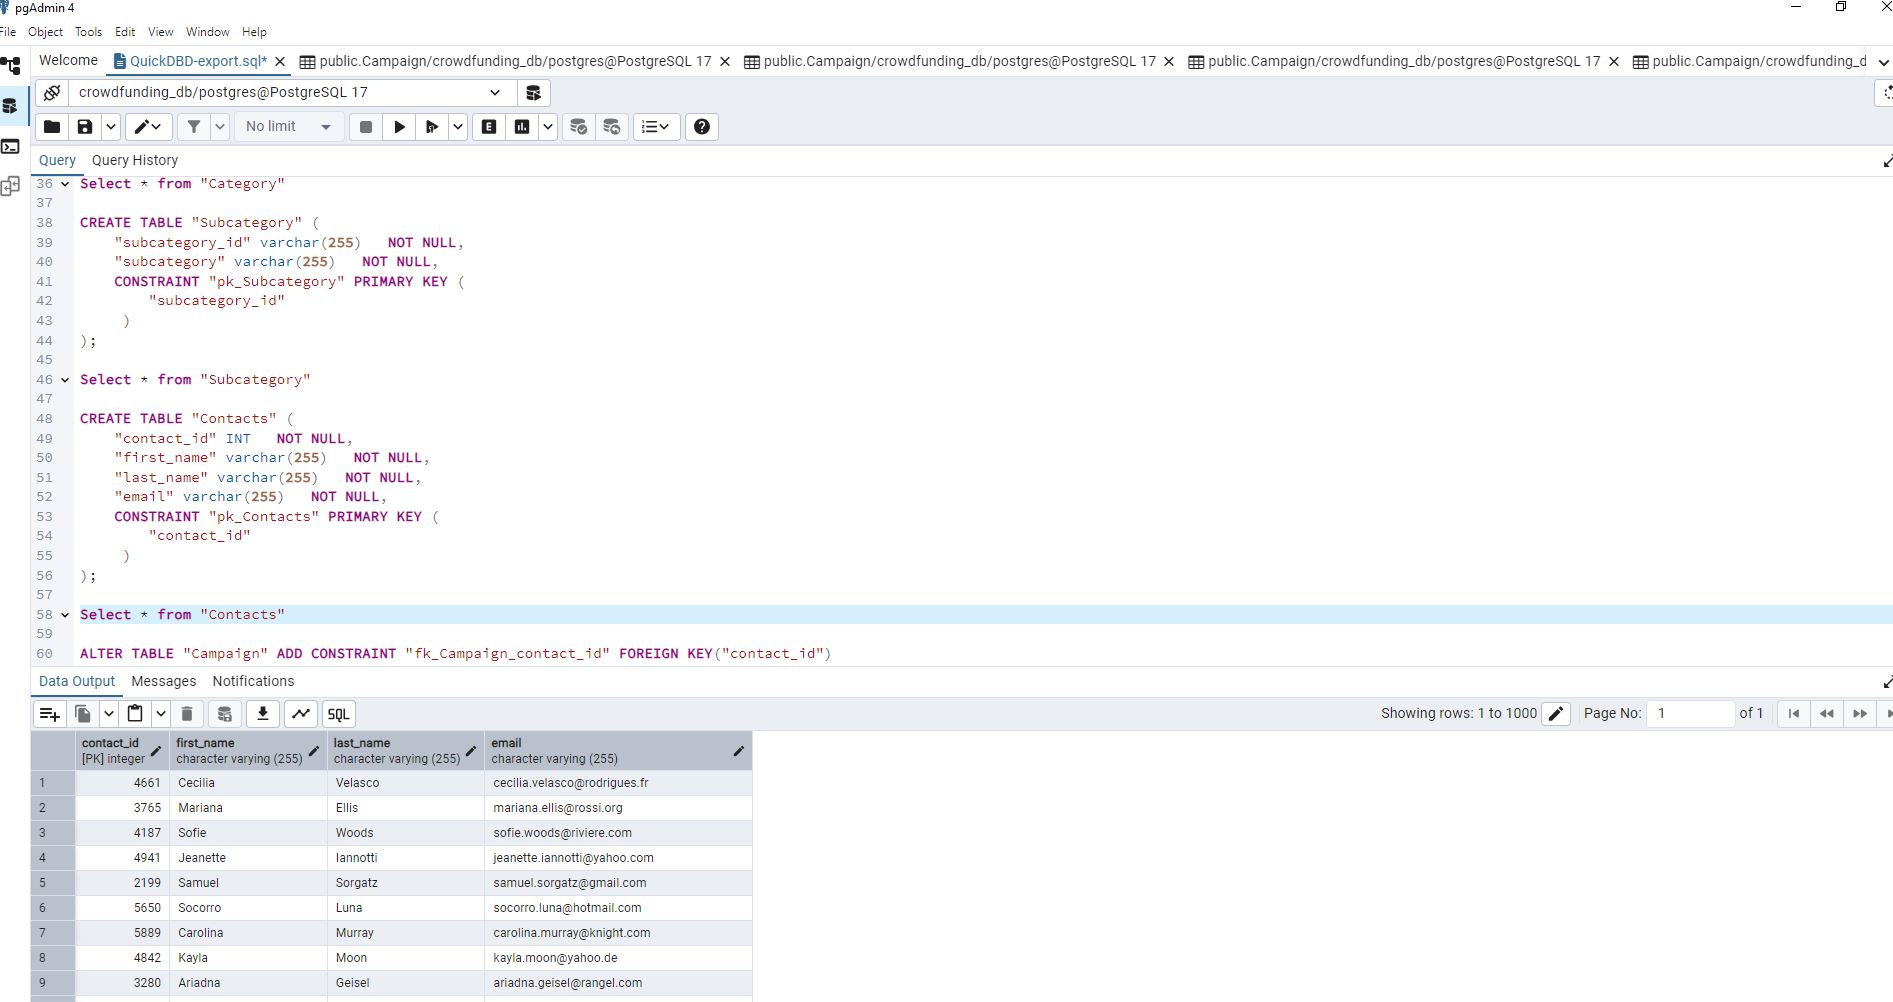 pgAdmin 4
File Object Tools Edit View Window Help
Welcome QuickDBD-export.sql* public.Campaign/crowdfunding_db/postgres@PostgreSQL 17 public.Campaign/crowdfunding_db/postgres@PostgreSQL 17 public.Campaign/crowdfunding_db/postgres@PostgreSQL 17 public.Campaign/crowdfunding_d
crowdfunding_db/postgres@PostgreSQL 17
No limit E
Query Query History
36 Select * from "Category"
37
38 CREATE TABLE "Subcategory" (
39 "subcategory_id" varchar(255) NOT NULL,
40 "subcategory" varchar(255) NOT NULL,
41 CONSTRAINT "pk_Subcategory" PRIMARY KEY (
42 "subcategory_id"
43 )
44 );
45
46 Select * from "Subcategory"
47
48 CREATE TABLE "Contacts" (
49 "contact_id" INT NOT NULL,
50 "first_name" varchar(255) NOT NULL,
51 "last_name" varchar(255) NOT NULL,
52 "email" varchar(255) NOT NULL,
53 CONSTRAINT "pk_Contacts" PRIMARY KEY (
54 "contact_id"
55 )
56 );
57
58 Select * from "Contacts"
59
60 ALTER TABLE "Campaign" ADD CONSTRAINT "fk_Campaign_contact_id" FOREIGN KEY("contact_id")
Data Output Messages Notifications
SQL Showing rows: 1 to 1000 Page No: 1 of 1
contact_id first_name last_name email
[PK] integer character varying (255) character varying (255) character varying (255)
1 4661 Cecilia Velasco cecilia.velasco@rodrigues.fr
2 3765 Mariana Ellis mariana.ellis@rossi.org
3 4187 Sofie Woods sofie.woods@riviere.com
4 4941 Jeanette Iannotti jeanette.iannotti@yahoo.com
5 2199 Samuel Sorgatz samuel.sorgatz@gmail.com
6 5650 Socorro Luna socorro.luna@hotmail.com
7 5889 Carolina Murray carolina.murray@knight.com
8 4842 Kayla Moon kayla.moon@yahoo.de
9 3280 Ariadna Geisel ariadna.geisel@rangel.com